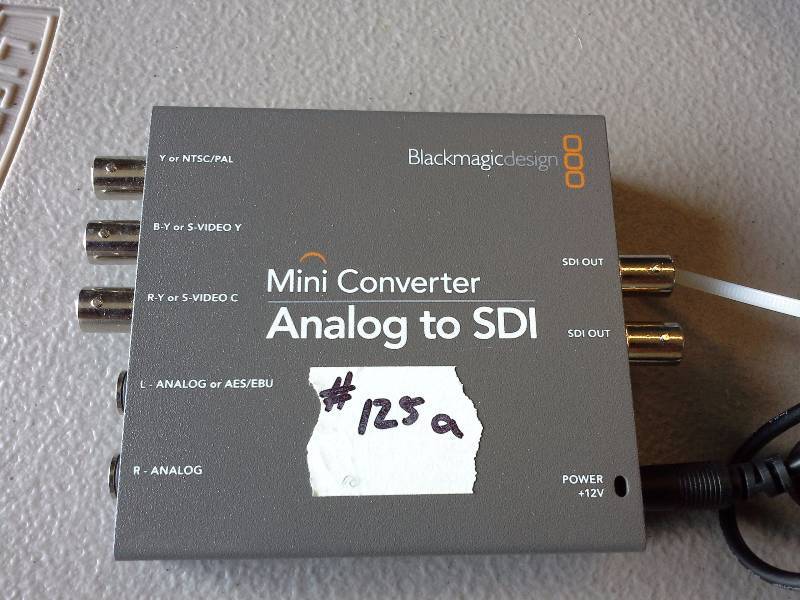 Blackmagicdesign
Y or NTSC/PAL
B-Y or S-VIDEO Y
R-Y or S-VIDEO C
L - ANALOG or AES/EBU
R - ANALOG
Mini Converter
Analog to SDI
#125a
SDI OUT
SDI OUT
POWER
+12V